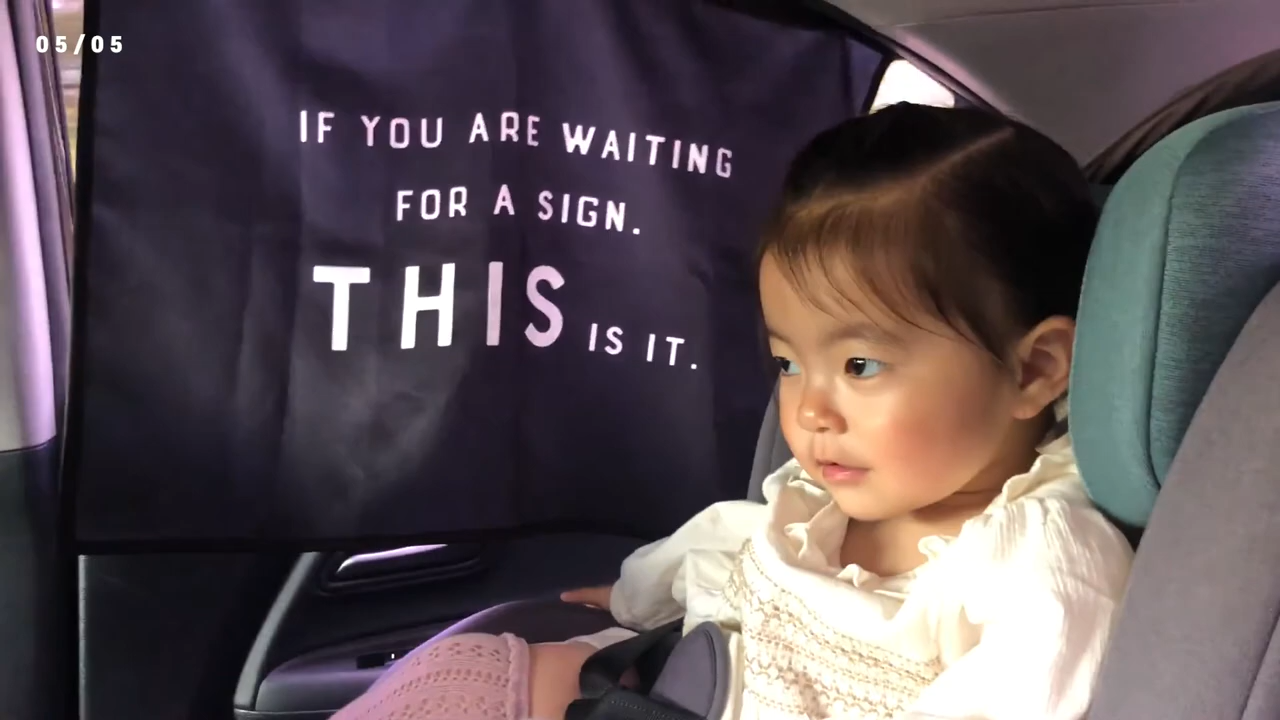 05/05
IF YOU ARE WAITING
FOR A SIGN.
THIS IS IT.